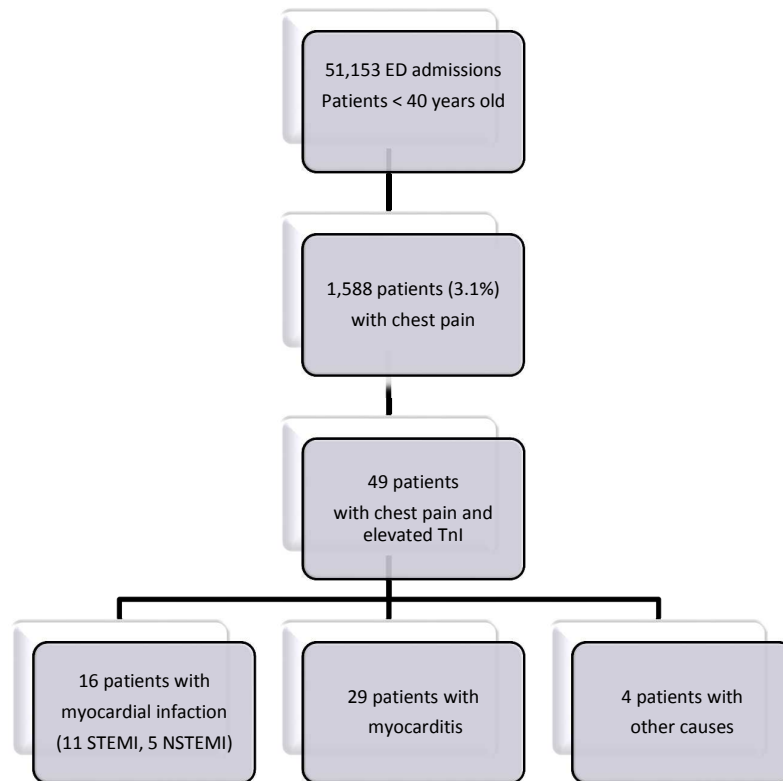 51,153 ED admissions
Patients < 40 years old
1,588 patients (3.1%)
with chest pain
49 patients
with chest pain and
elevated TnI
16 patients with
myocardial infaction
(11 STEMI, 5 NSTEMI)
29 patients with
myocarditis
4 patients with
other causes